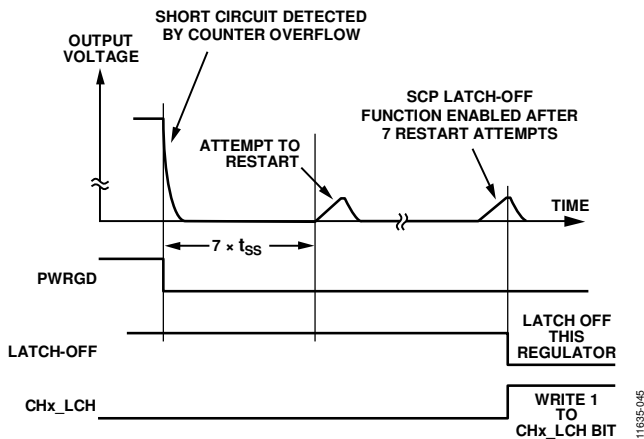 SHORT CIRCUIT DETECTED
BY COUNTER OVERFLOW
OUTPUT
VOLTAGE
SCP LATCH-OFF
FUNCTION ENABLED AFTER
7 RESTART ATTEMPTS
ATTEMPT TO
RESTART
TIME
7 × tSS
PWRGD
LATCH-OFF
LATCH OFF
THIS
REGULATOR
CHx_LCH
WRITE 1
TO
CHx_LCH BIT
11635-045